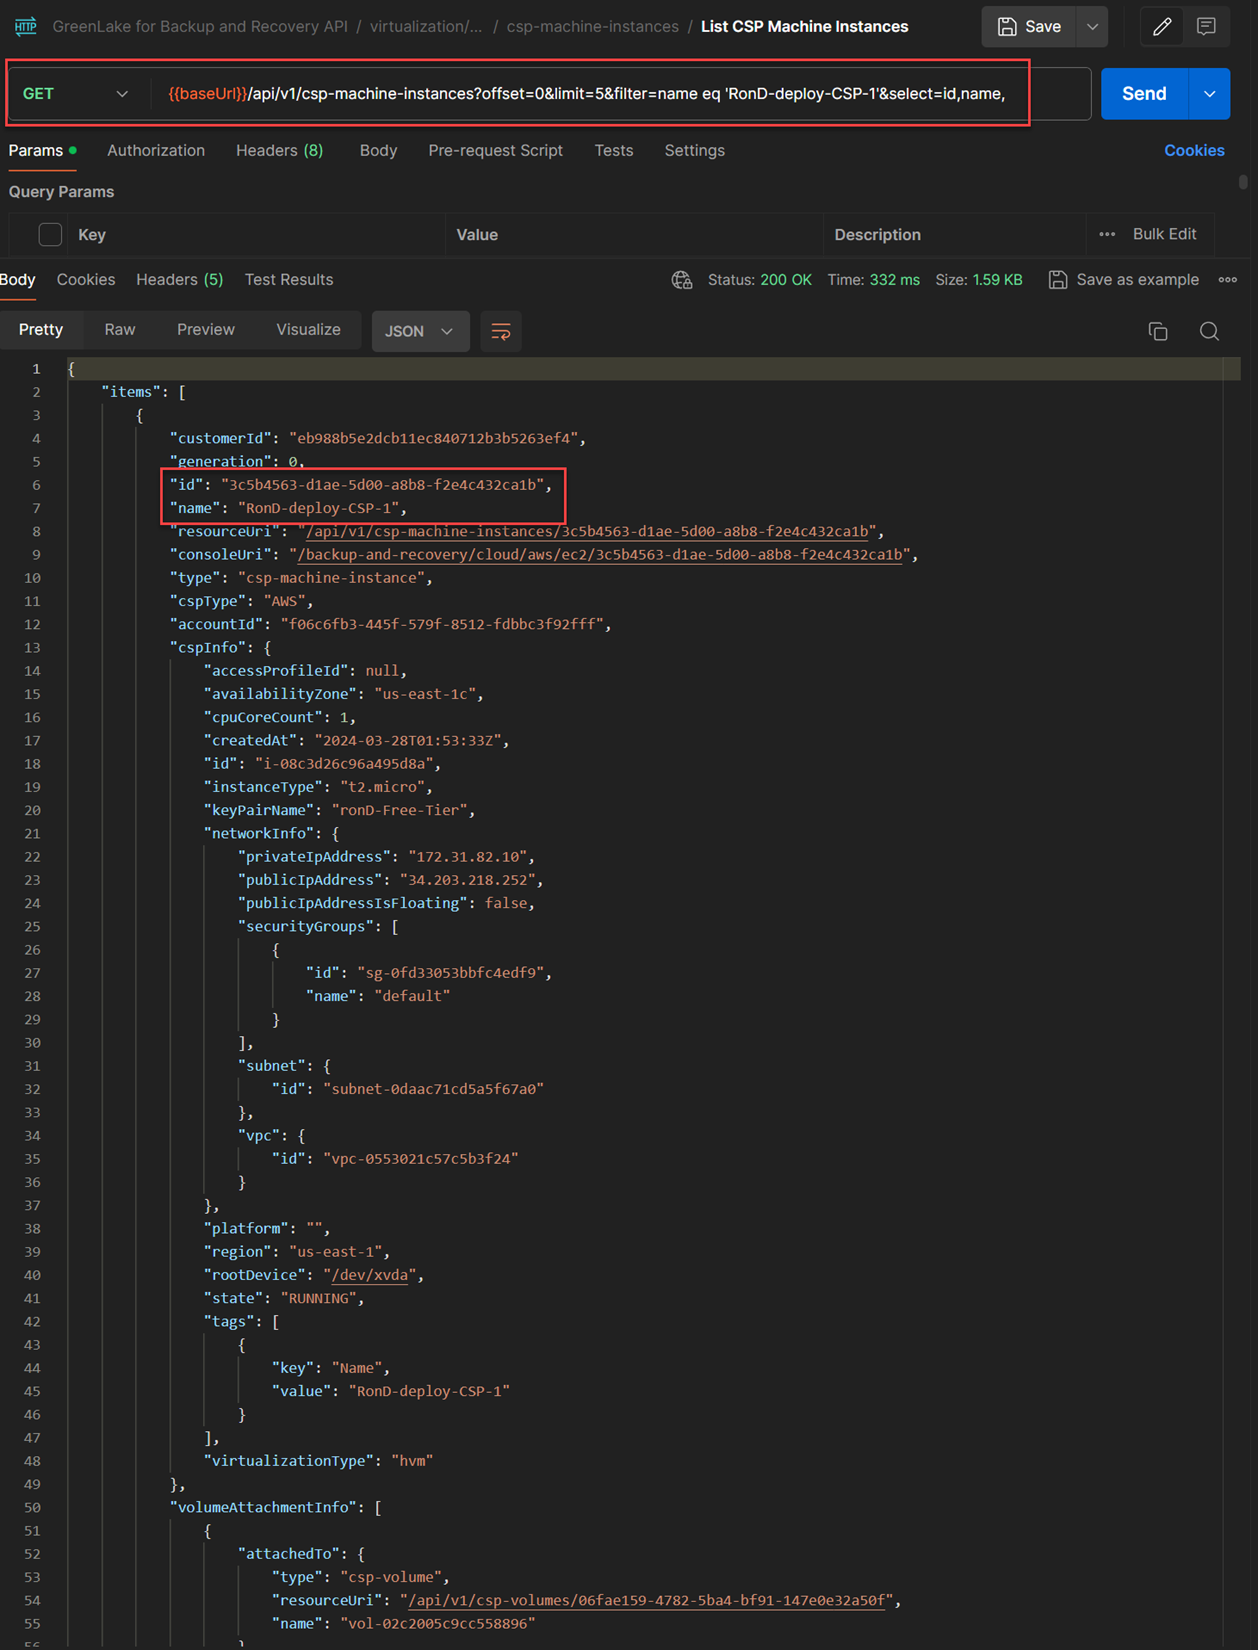 HTTP GreenLake for Backup and Recovery API / virtualization/... / csp-machine-instances / List CSP Machine Instances Save
GET {{baseUrl}}/api/v1/csp-machine-instances?offset=0&limit=5&filter=name eq 'RonD-deploy-CSP-1'&select=id,name, Send
Params Authorization Headers (8) Body Pre-request Script Tests Settings Cookies
Query Params
Key Value Description ••• Bulk Edit
Body Cookies Headers (5) Test Results Status: 200 OK Time: 332 ms Size: 1.59 KB Save as example
Pretty Raw Preview Visualize JSON
1 {
2 "items": [
3 {
4 "customerId": "eb988b5e2dcb11ec840712b3b5263ef4",
5 "generation": 0,
6 "id": "3c5b4563-d1ae-5d00-a8b8-f2e4c432ca1b",
7 "name": "RonD-deploy-CSP-1",
8 "resourceUri": "/api/v1/csp-machine-instances/3c5b4563-d1ae-5d00-a8b8-f2e4c432ca1b",
9 "consoleUri": "/backup-and-recovery/cloud/aws/ec2/3c5b4563-d1ae-5d00-a8b8-f2e4c432ca1b",
10 "type": "csp-machine-instance",
11 "cspType": "AWS",
12 "accountId": "f06c6fb3-445f-579f-8512-fdbbc3f92fff",
13 "cspInfo": {
14 "accessProfileId": null,
15 "availabilityZone": "us-east-1c",
16 "cpuCoreCount": 1,
17 "createdAt": "2024-03-28T01:53:33Z",
18 "id": "i-08c3d26c96a495d8a",
19 "instanceType": "t2.micro",
20 "keyPairName": "ronD-Free-Tier",
21 "networkInfo": {
22 "privateIpAddress": "172.31.82.10",
23 "publicIpAddress": "34.203.218.252",
24 "publicIpAddressIsFloating": false,
25 "securityGroups": [
26 {
27 "id": "sg-0fd33053bbfc4edf9",
28 "name": "default"
29 }
30 ],
31 "subnet": {
32 "id": "subnet-0daac71cd5a5f67a0"
33 },
34 "vpc": {
35 "id": "vpc-0553021c57c5b3f24"
36 }
37 },
38 "platform": "",
39 "region": "us-east-1",
40 "rootDevice": "/dev/xvda",
41 "state": "RUNNING",
42 "tags": [
43 {
44 "key": "Name",
45 "value": "RonD-deploy-CSP-1"
46 }
47 ],
48 "virtualizationType": "hvm"
49 },
50 "volumeAttachmentInfo": [
51 {
52 "attachedTo": {
53 "type": "csp-volume",
54 "resourceUri": "/api/v1/csp-volumes/06fae159-4782-5ba4-bf91-147e0e32a50f",
55 "name": "vol-02c2005c9cc558896"
56 }